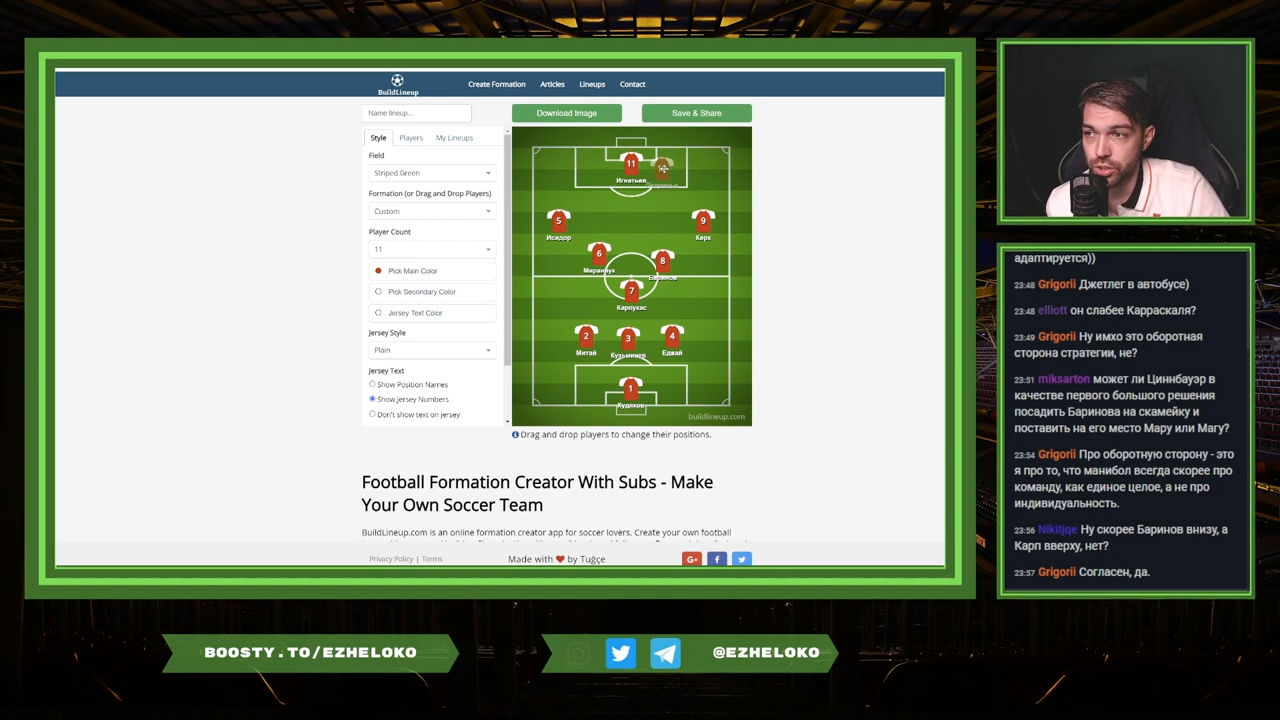 BuildLineup
Create Formation
Articles
Lineups
Contact
Name lineup...
Download Image
Save & Share
Style
Players
My Lineups
Field
Striped Green
Formation (or Drag and Drop Players)
Custom
Player Count
11
Pick Main Color
Pick Secondary Color
Jersey Text Color
Jersey Style
Plain
Jersey Text
Show Position Names
Show Jersey Numbers
Don't show text on jersey
11
Игнатьев
5
Исидор
9
Керк
6
Миранчук
8
Баринов
7
Карпукас
2
Митай
3
Кузьмичев
4
Едвай
1
Худяков
buildlineup.com
Drag and drop players to change their positions.
Football Formation Creator With Subs - Make
Your Own Soccer Team
BuildLineup.com is an online formation creator app for soccer lovers. Create your own football
Privacy Policy | Terms
Made with ❤ by Tuğçe
G+
адаптируется))
23:48 Grigorii Джетлег в автобусе)
23:48 elliott он слабее Карраскаля?
23:49 Grigorii Ну имхо это оборотная
сторона стратегии, не?
23:51 miksarton может ли Циннбауэр в
качестве первого большого решения
посадить Баринова на скамейку и
поставить на его место Мару или Магу?
23:54 Grigorii Про оборотную сторону - это
я про то, что манибол всегда скорее про
команду, как единое целое, а не про
индивидуальность.
23:56 Nikitjqe Ну скорее Баринов внизу, а
Карп вверху, нет?
23:57 Grigorii Согласен, да.
BOOSTY.TO/EZHELOKO
@EZHELOKO